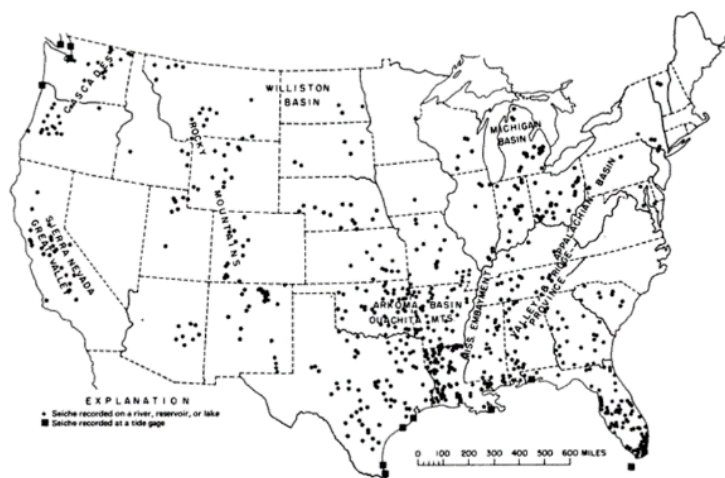 CASCADES
WILLISTON
BASIN
ROCKY
MOUNTAINS
MICHIGAN
BASIN
SIERRA NEVADA
GREAT VALLEY
APPALACHIAN BASIN
VALLEY & RIDGE
PROVINCE
MISS. EMBAYMENT
ARKOMA BASIN
OUACHITA MTS.
EXPLANATION
• Seiche recorded on a river, reservoir, or lake
■ Seiche recorded at a tide gage
0 100 200 300 400 500 600 MILES